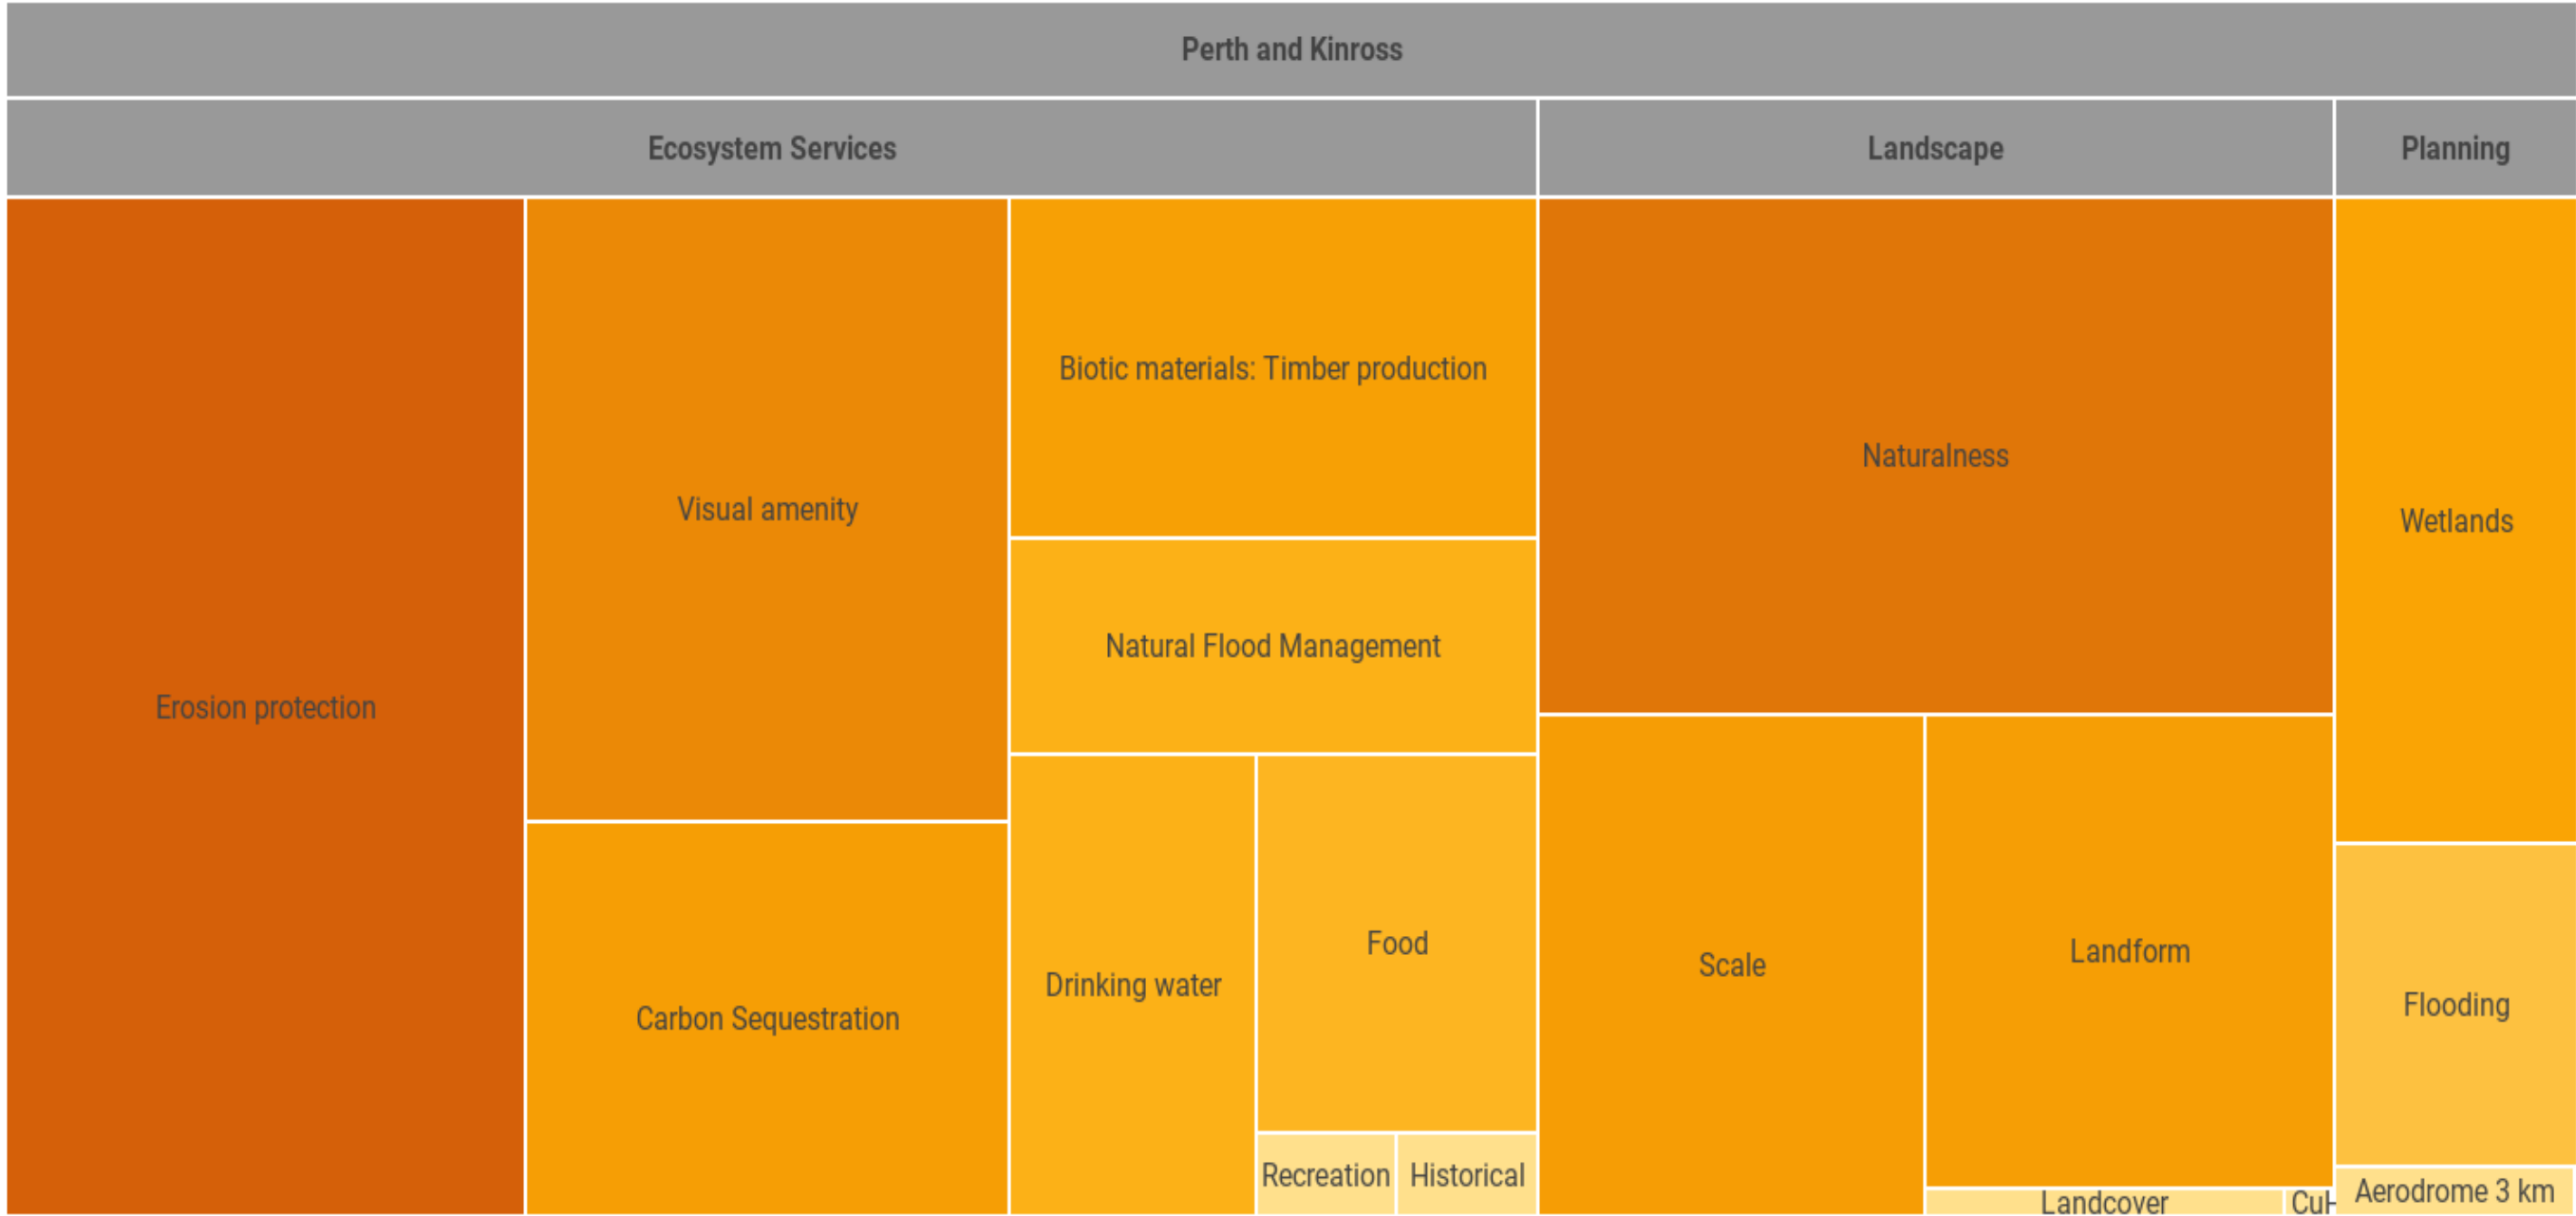 Perth and Kinross
Ecosystem Services
Landscape
Planning
Erosion protection
Visual amenity
Carbon Sequestration
Biotic materials: Timber production
Natural Flood Management
Drinking water
Food
Recreation
Historical
Naturalness
Scale
Landform
Landcover
Wetlands
Flooding
Aerodrome 3 km